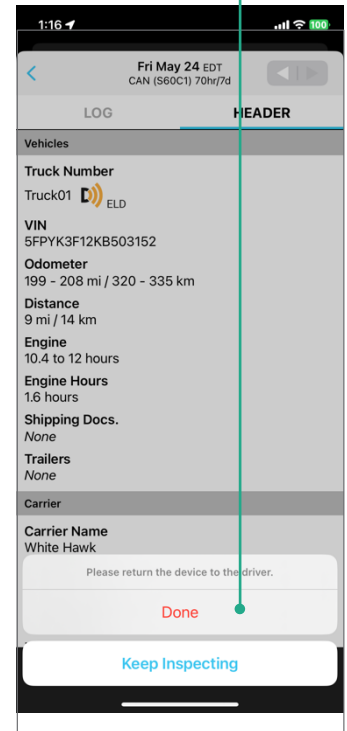 1:16
100
Fri May 24 EDT
CAN (S60C1) 70hr/7d
LOG HEADER
Vehicles
Truck Number
Truck01 D ELD
VIN
5FPYK3F12KB503152
Odometer
199 - 208 mi / 320 - 335 km
Distance
9 mi / 14 km
Engine
10.4 to 12 hours
Engine Hours
1.6 hours
Shipping Docs.
None
Trailers
None
Carrier
Carrier Name
White Hawk
Please return the device to the driver.
Done
Keep Inspecting